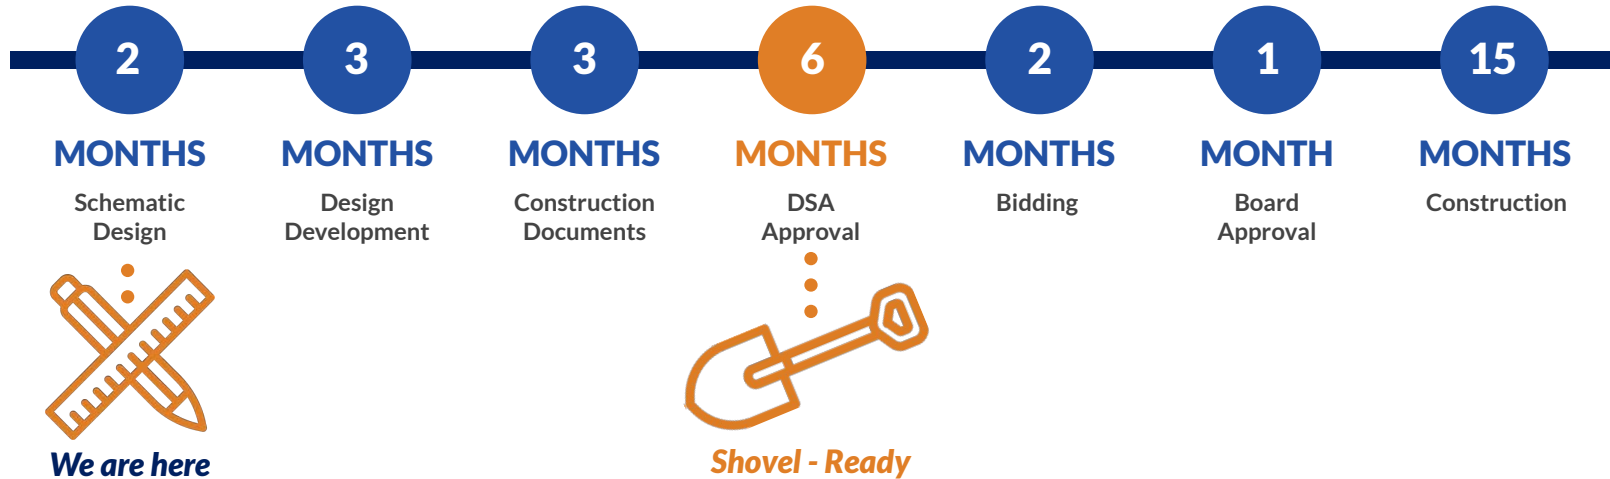 2 3 3 6 2 1 15
MONTHS MONTHS MONTHS MONTHS MONTHS MONTH MONTHS
Schematic Design Construction DSA Bidding Board Construction
Design Development Documents Approval Approval
We are here
Shovel - Ready